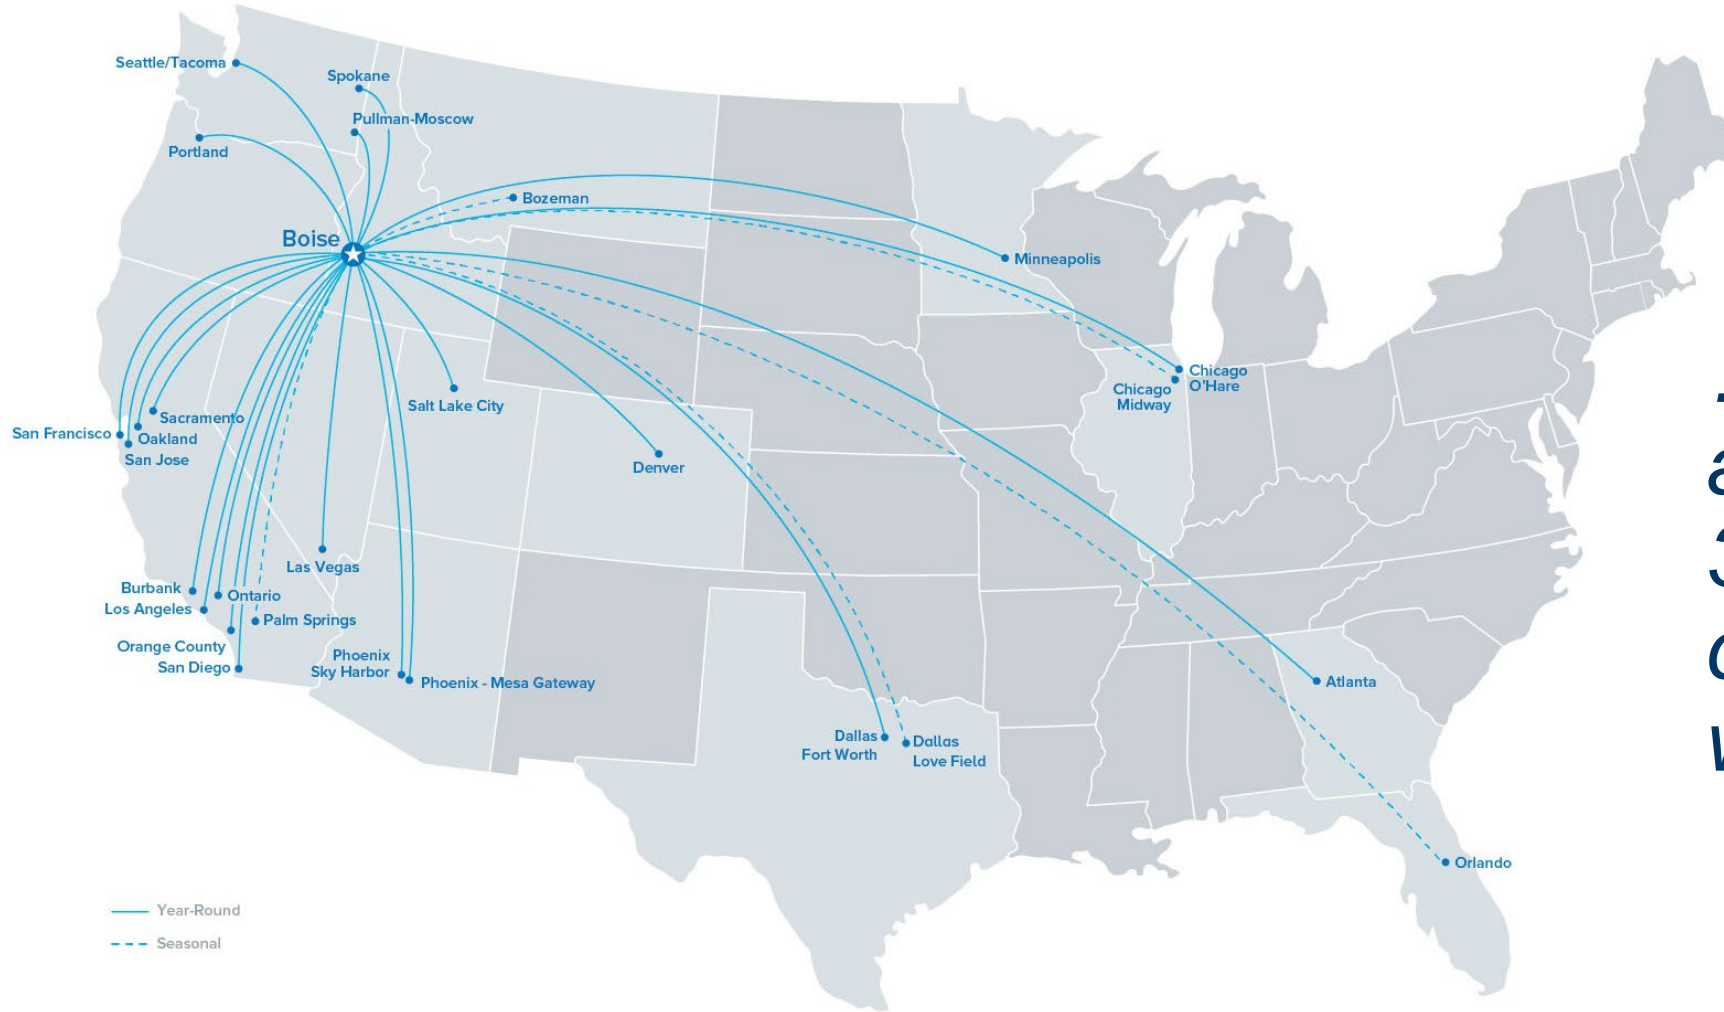 Seattle/Tacoma
Spokane
Pullman-Moscow
Portland
Bozeman
Boise
Minneapolis
Chicago
O'Hare
Chicago
Midway
Salt Lake City
Sacramento
San Francisco
Oakland
San Jose
Denver
Las Vegas
Burbank
Ontario
Los Angeles
Palm Springs
Orange County
San Diego
Phoenix
Sky Harbor
Phoenix - Mesa Gateway
Atlanta
Dallas
Fort Worth
Dallas
Love Field
Orlando
Year-Round
Seasonal